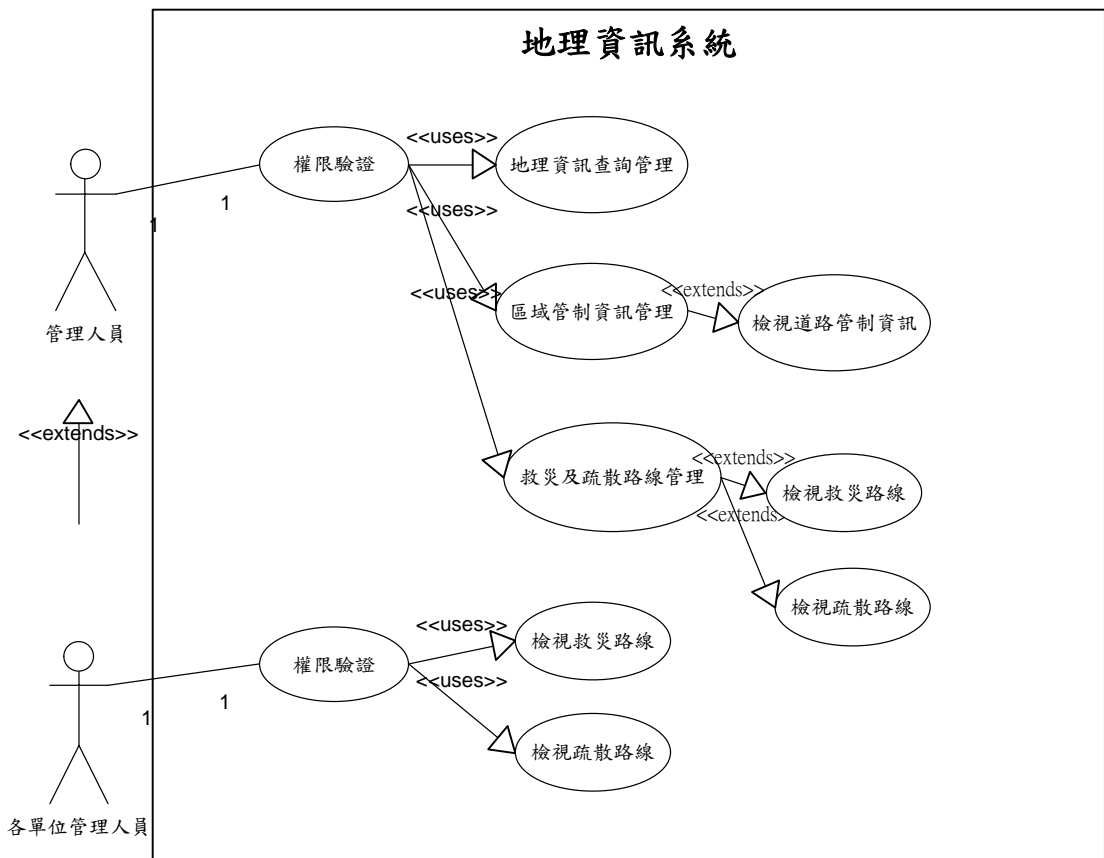 地理資訊系統
<<uses>>
權限驗證
地理資訊查詢管理
1
1
<<uses>>
管理人員
<<uses>>
區域管制資訊管理
<<extends>>
檢視道路管制資訊
<<extends>>
救災及疏散路線管理
<<extends>>
檢視救災路線
<<extends>>
檢視疏散路線
<<uses>>
權限驗證
檢視救災路線
1
1
<<uses>>
檢視疏散路線
各單位管理人員